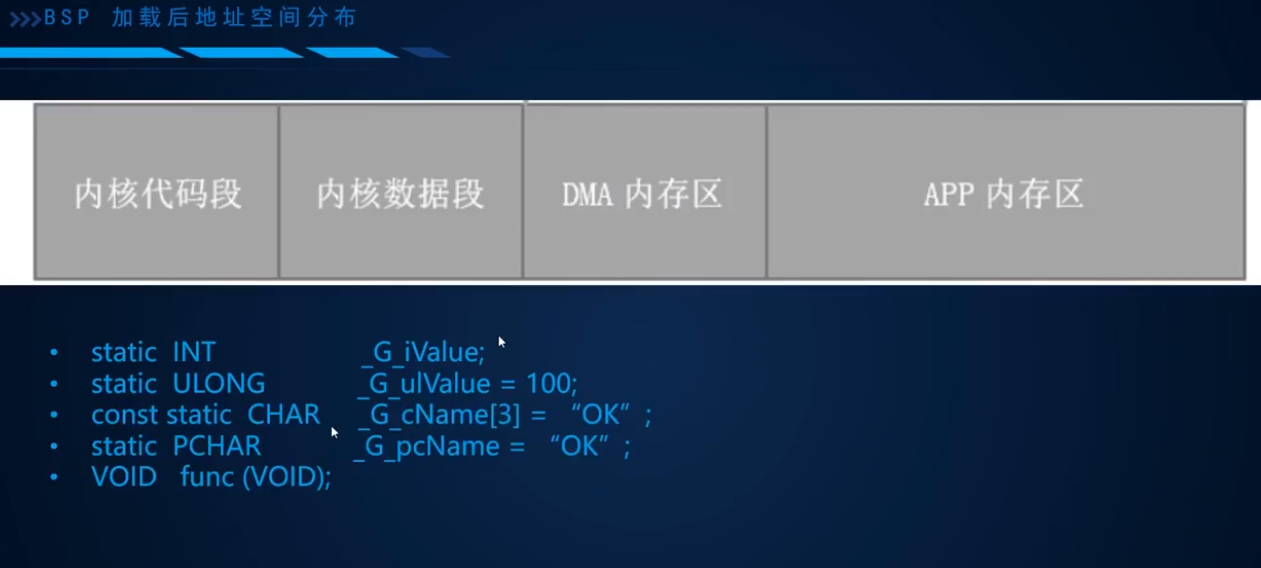 >>>BSP 加载后地址空间分布
内核代码段 内核数据段 DMA 内存区 APP 内存区
• static INT _G_iValue;
• static ULONG _G_ulValue = 100;
• const static CHAR _G_cName[3] = “OK” ;
• static PCHAR _G_pcName = “OK” ;
• VOID func (VOID);